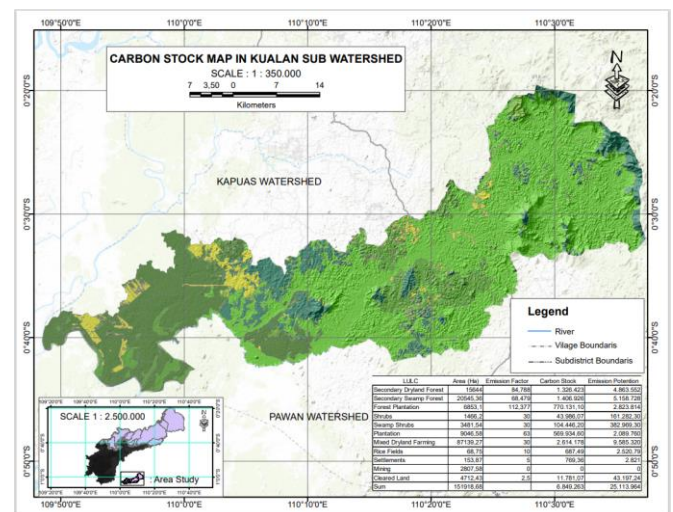 109°50'0"E 110°0'0"E 110°10'0"E 110°20'0"E 110°30'0"E
CARBON STOCK MAP IN KUALAN SUB WATERSHED
SCALE : 1 : 350.000
7 3,50 0 7 14
Kilometers
N
0°20'0"S 0°20'0"S
KAPUAS WATERSHED
0°30'0"S 0°30'0"S
Legend
River
Vilage Boundaris
Subdistrict Boundaris
0°40'0"S 0°40'0"S
LULC Area (Ha) Emission Factor Carbon Stock Emission Potention
Secondary Dryland Forest 15644 84,788 1.326.423 4.863.552
Secondary Swamp Forest 20545,36 68,479 1.406.926 5.158.728
Forest Plantation 6853,1 112,377 770.131,10 2.823.814
Shrubs 1466,2 30 43.986,07 161.282,30
Swamp Shrubs 3481,54 30 104.446,20 382.969,30
Plantation 9046,58 63 569.934,60 2.089.760
Mixed Dryland Farming 87139,27 30 2.614.178 9.585.320
Rice Fields 68,75 10 687,49 2.520,79
Settlements 153,87 5 769,36 2.821
Mining 2807,58 0 0 0
Cleared Land 4712,43 2,5 11.781,07 43.197,24
Sum 151918,68 6.849.263 25.113.964
PAWAN WATERSHED
SCALE 1 : 2.500.000
: Area Study
0°50'0"S 0°50'0"S
109°50'0"E 110°0'0"E 110°10'0"E 110°20'0"E 110°30'0"E